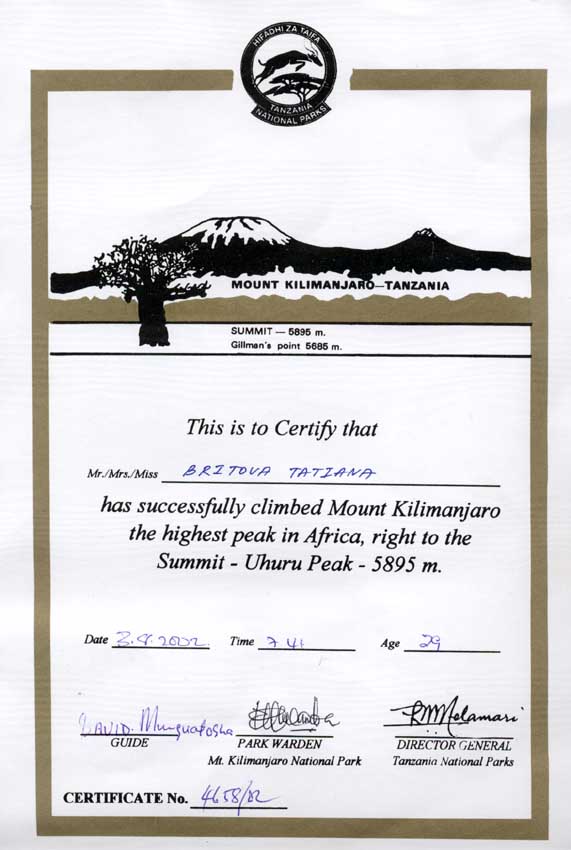 HIFADHI ZA TAIFA
TANZANIA
NATIONAL PARKS
MOUNT KILIMANJARO—TANZANIA
SUMMIT — 5895 m.
Gillman's point 5685 m.
This is to Certify that
Mr./Mrs./Miss BRITOVA TATIANA
has successfully climbed Mount Kilimanjaro
the highest peak in Africa, right to the
Summit - Uhuru Peak - 5895 m.
Date 3.8.2002 Time 7.41 Age 29
DAVID
GUIDE PARK WARDEN DIRECTOR GENERAL
Mt. Kilimanjaro National Park Tanzania National Parks
CERTIFICATE No. 4658/02